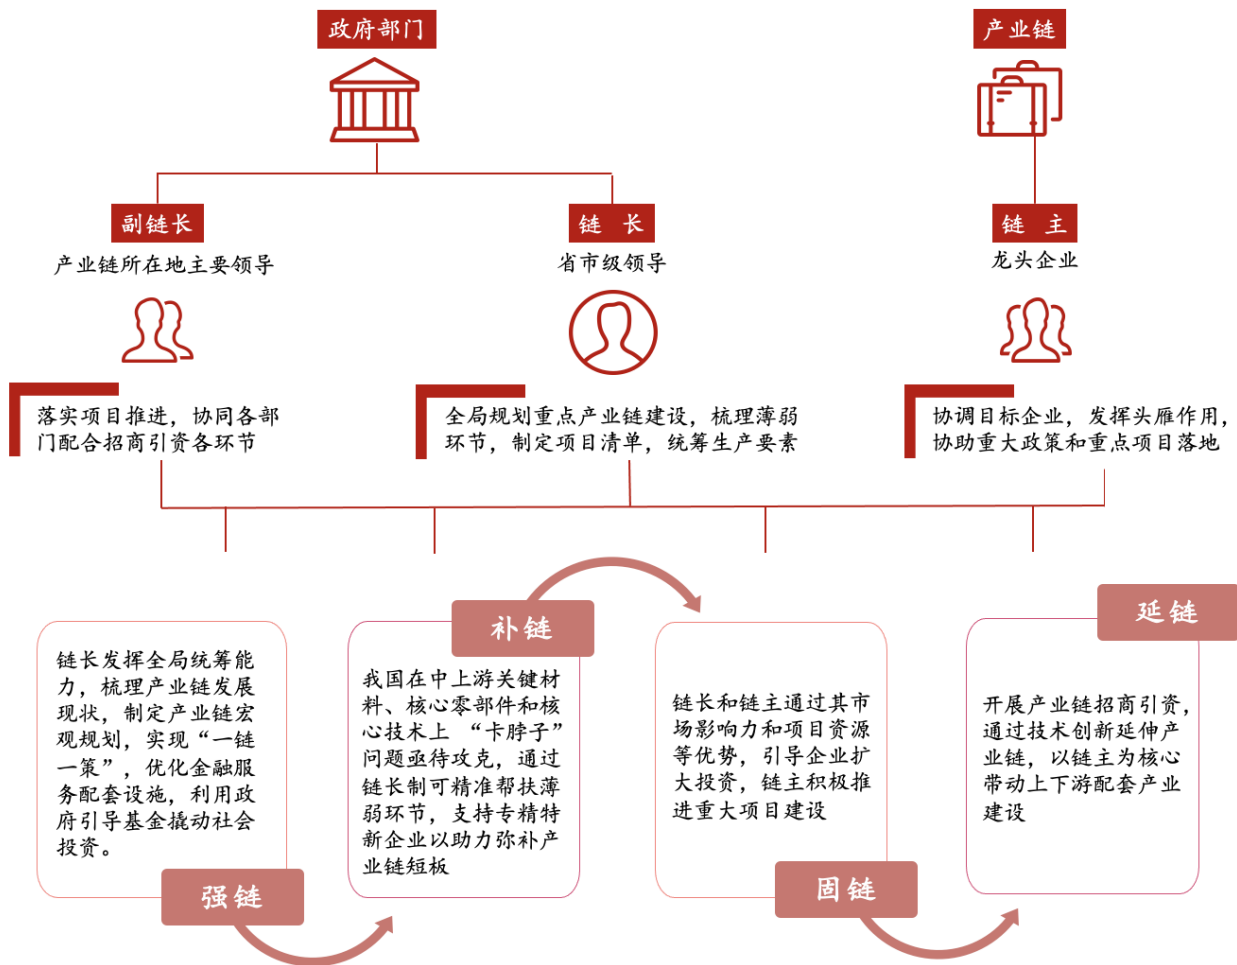 政府部门
产业链
副链长
链 长
链 主
产业链所在地主要领导
省市级领导
龙头企业
落实项目推进，协同各部
门配合招商引资各环节
全局规划重点产业链建设，梳理薄弱
环节，制定项目清单，统筹生产要素
协调目标企业，发挥头雁作用，
协助重大政策和重点项目落地
链长发挥全局统筹能
力，梳理产业链发展
现状，制定产业链宏
观规划，实现“一链
一策”，优化金融服
务配套设施，利用政
府引导基金撬动社会
投资。
强链
补链
我国在中上游关键材
料、核心零部件和核
心技术上 “卡脖子”
问题亟待攻克，通过
链长制可精准帮扶薄
弱环节，支持专精特
新企业以助力弥补产
业链短板
链长和链主通过其市
场影响力和项目资源
等优势，引导企业扩
大投资，链主积极推
进重大项目建设
固链
延链
开展产业链招商引资，
通过技术创新延伸产
业链，以链主为核心
带动上下游配套产业
建设